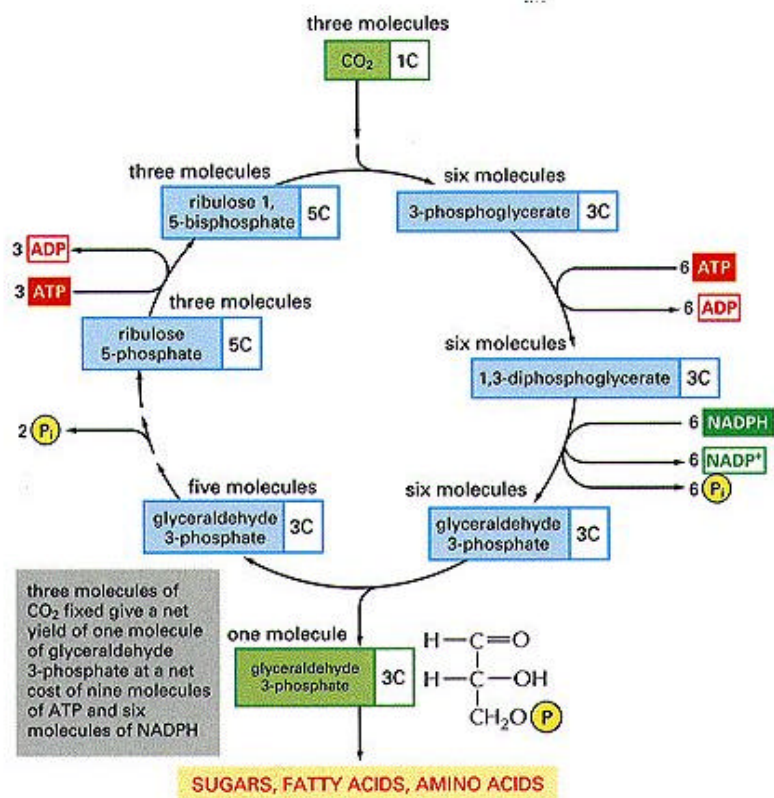 three molecules
CO₂ 1C
three molecules
ribulose 1,
5-bisphosphate
5C
six molecules
3-phosphoglycerate 3C
3 ADP
3 ATP
6 ATP
6 ADP
three molecules
ribulose
5-phosphate
5C
six molecules
1,3-diphosphoglycerate 3C
2 Pi
6 NADPH
6 NADP⁺
6 Pi
five molecules
glyceraldehyde
3-phosphate
3C
six molecules
glyceraldehyde
3-phosphate
3C
three molecules of
CO₂ fixed give a net
yield of one molecule
of glyceraldehyde
3-phosphate at a net
cost of nine molecules
of ATP and six
molecules of NADPH
one molecule
glyceraldehyde
3-phosphate
3C
H—C=O
H—C—OH
CH₂O P
SUGARS, FATTY ACIDS, AMINO ACIDS